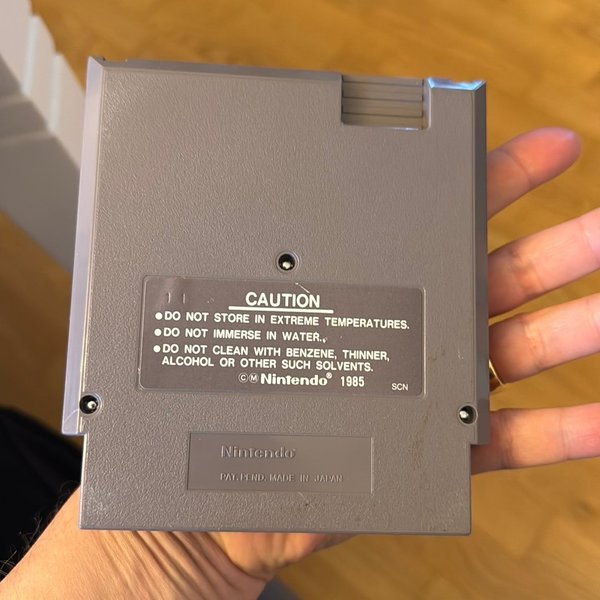 11
CAUTION
●DO NOT STORE IN EXTREME TEMPERATURES.
●DO NOT IMMERSE IN WATER.
●DO NOT CLEAN WITH BENZENE, THINNER,
ALCOHOL OR OTHER SUCH SOLVENTS.
©Ⓜ Nintendo® 1985
SCN
Nintendo®
PAT. PEND. MADE IN JAPAN